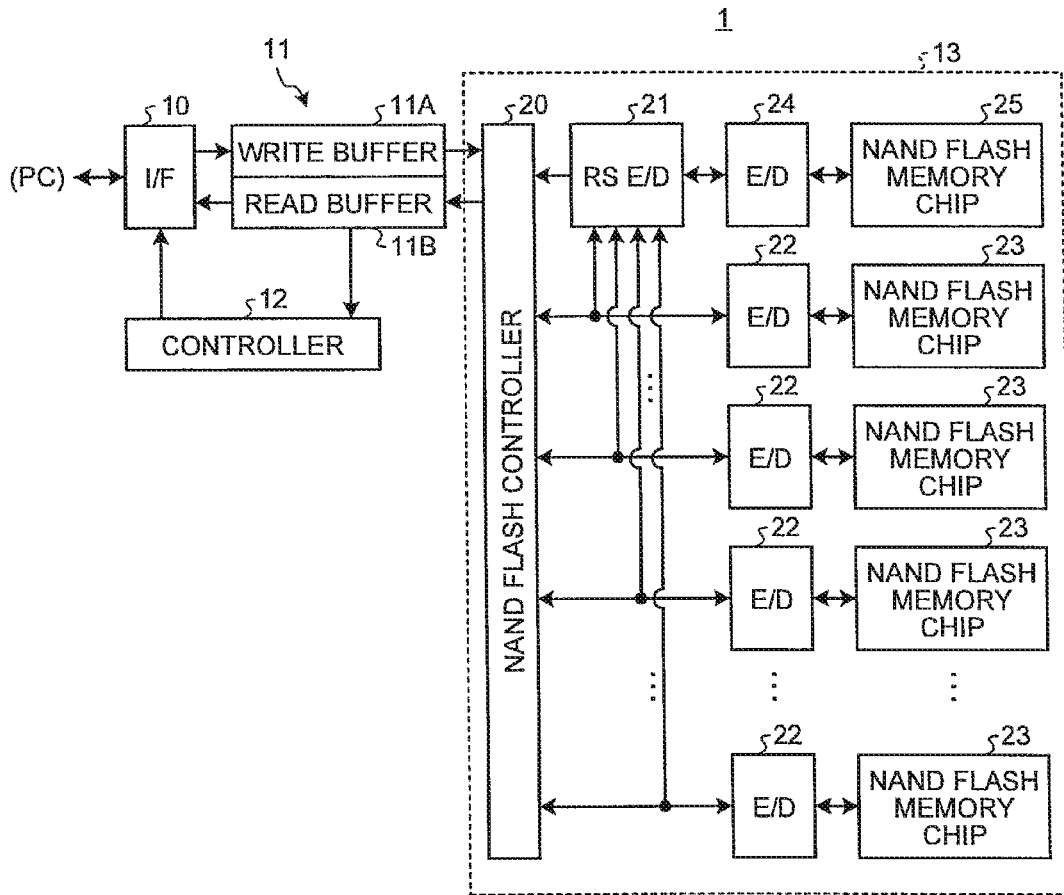 1
11
13
10
11A
20
21
24
25
(PC)
I/F
WRITE BUFFER
READ BUFFER
11B
12
CONTROLLER
NAND FLASH CONTROLLER
RS E/D
E/D
NAND FLASH
MEMORY
CHIP
22
23
E/D
NAND FLASH
MEMORY
CHIP
22
23
E/D
NAND FLASH
MEMORY
CHIP
22
23
E/D
NAND FLASH
MEMORY
CHIP
22
23
E/D
NAND FLASH
MEMORY
CHIP